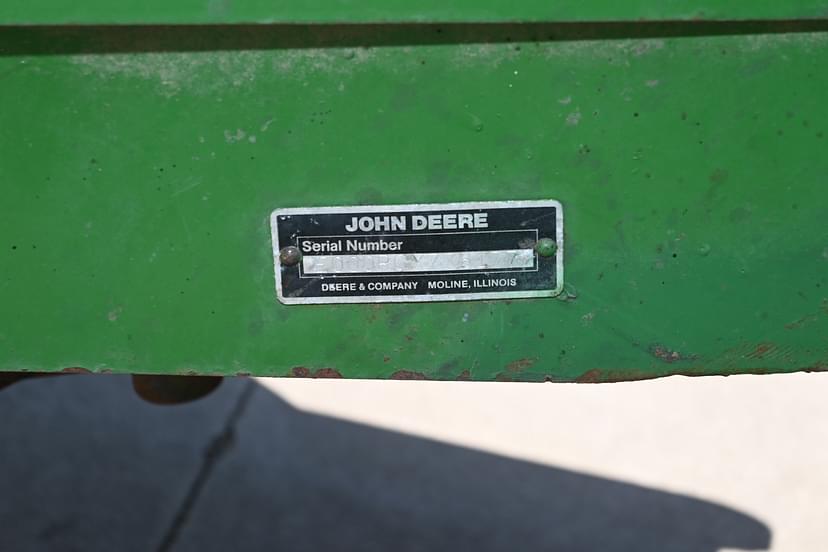 JOHN DEERE
Serial Number
DEERE & COMPANY MOLINE, ILLINOIS